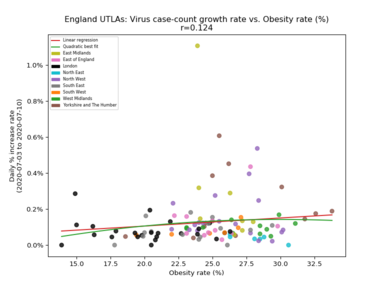 England UTLAs: Virus case-count growth rate vs. Obesity rate (%)
r=0.124
Linear regression
Quadratic best fit
East Midlands
East of England
London
North East
North West
South East
South West
West Midlands
Yorkshire and The Humber
Daily % increase rate
(2020-07-03 to 2020-07-10)
1.0%
0.8%
0.6%
0.4%
0.2%
0.0%
15.0 17.5 20.0 22.5 25.0 27.5 30.0 32.5
Obesity rate (%)